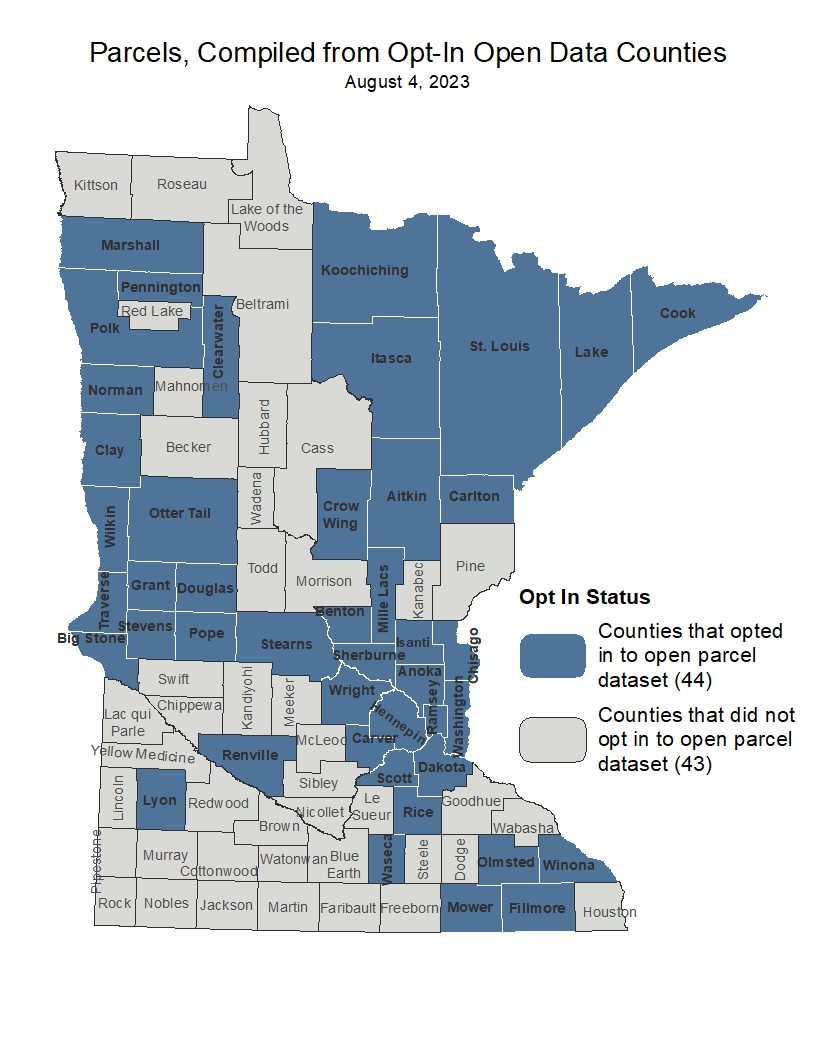 Parcels, Compiled from Opt-In Open Data Counties
August 4, 2023
Kittson
Roseau
Lake of the
Woods
Marshall
Koochiching
Pennington
Beltrami
Red Lake
Polk
Clearwater
Cook
St. Louis
Lake
Itasca
Norman
Mahnomen
Hubbard
Cass
Clay
Becker
Wadena
Aitkin
Carlton
Crow
Wing
Otter Tail
Wilkin
Todd
Morrison
Pine
Kanabec
Mille Lacs
Grant
Douglas
Traverse
Benton
Stevens
Pope
Big Stone
Stearns
Isanti
Chisago
Sherburne
Anoka
Swift
Kandiyohi
Meeker
Wright
Ramsey
Washington
Chippewa
Lac qui
Parle
Hennepin
McLeod
Carver
Yellow Medicine
Renville
Dakota
Scott
Sibley
Lincoln
Lyon
Redwood
Nicollet
Le
Sueur
Rice
Goodhue
Brown
Wabasha
Pipestone
Murray
Cottonwood
Watonwan
Blue
Earth
Waseca
Steele
Dodge
Olmsted
Winona
Rock
Nobles
Jackson
Martin
Faribault
Freeborn
Mower
Fillmore
Houston
Opt In Status
Counties that opted
in to open parcel
dataset (44)
Counties that did not
opt in to open parcel
dataset (43)